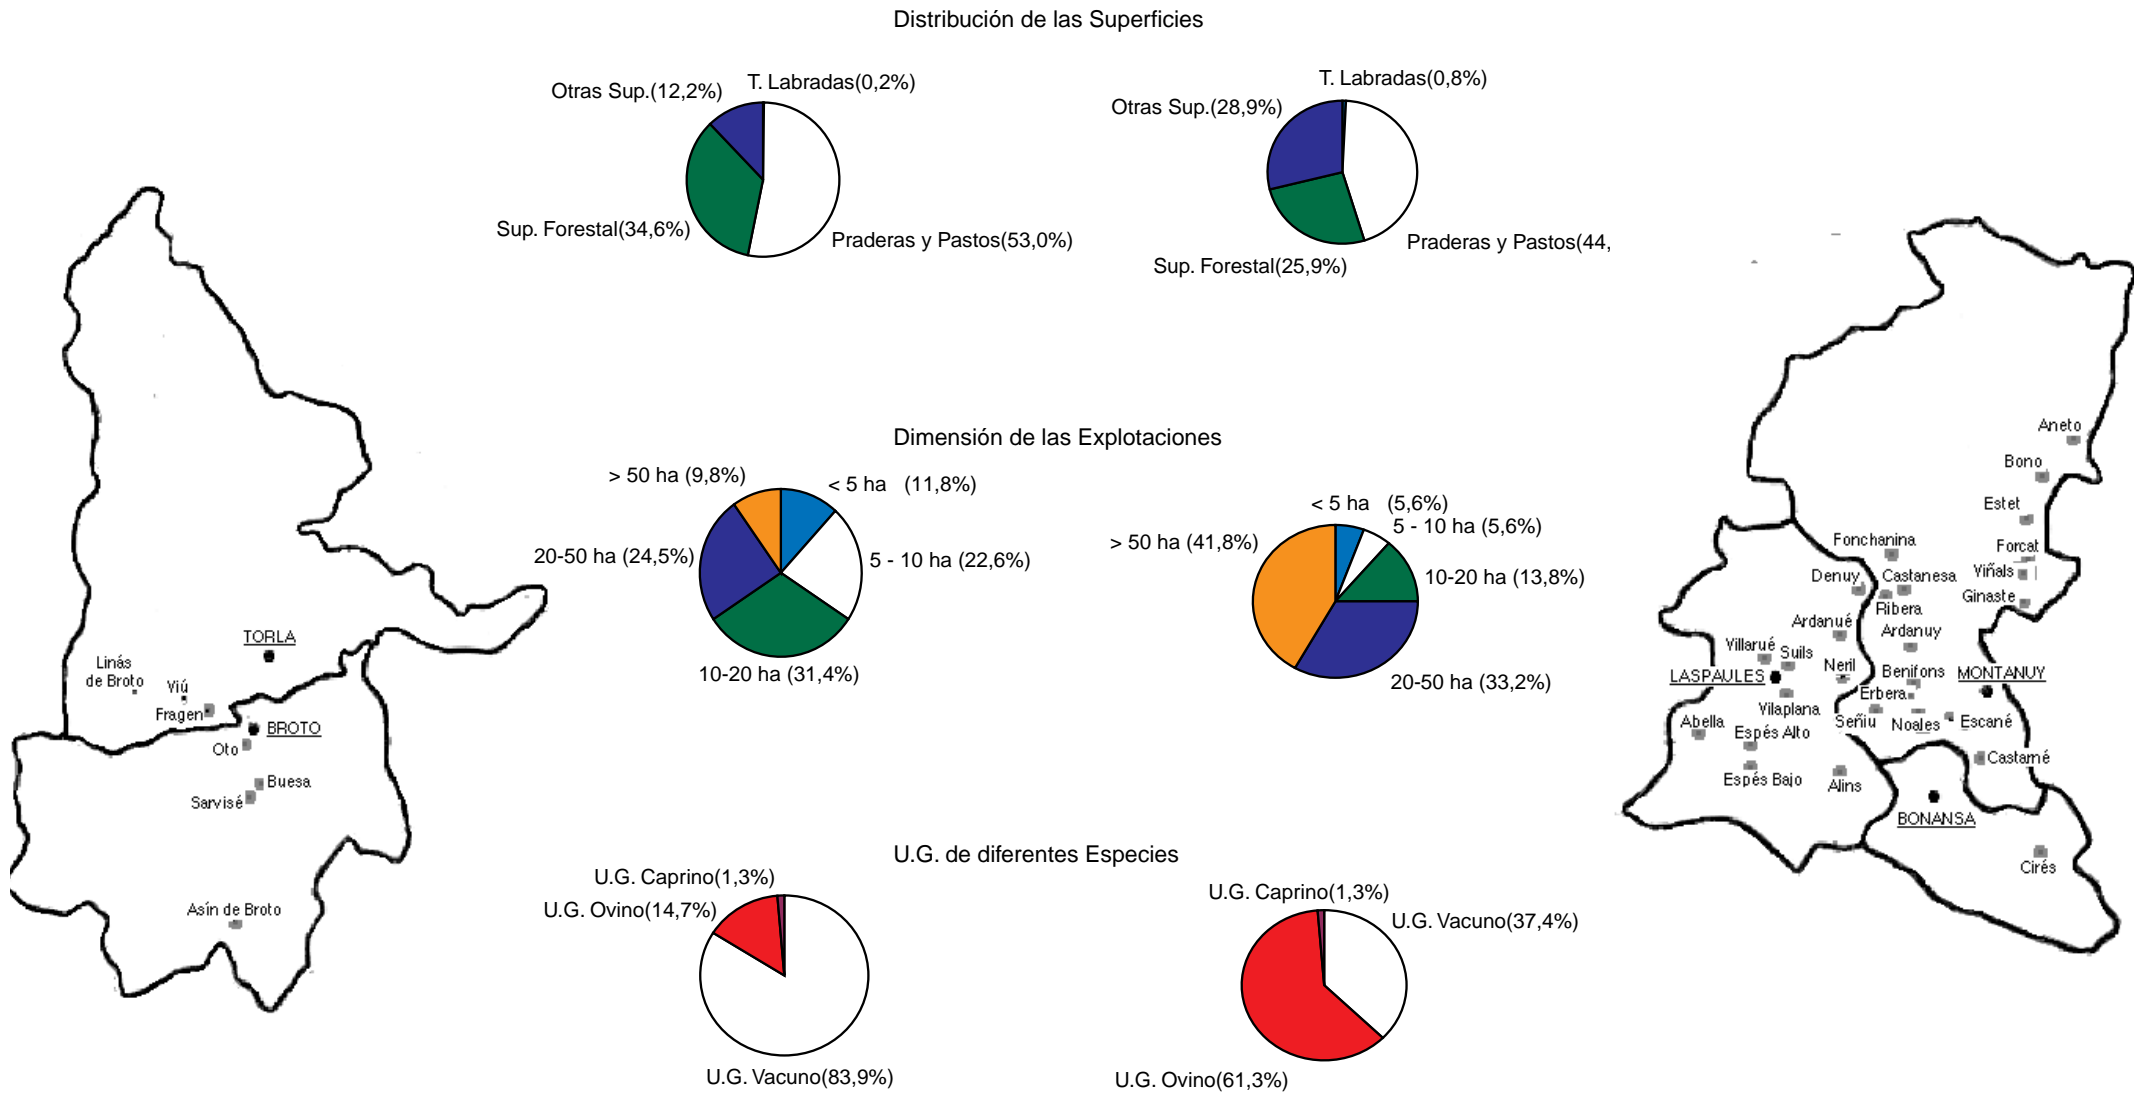 Distribución de las Superficies
T. Labradas(0,2%)
Otras Sup.(12,2%)
Sup. Forestal(34,6%)
Praderas y Pastos(53,0%)
T. Labradas(0,8%)
Otras Sup.(28,9%)
Praderas y Pastos(44,
Sup. Forestal(25,9%)
Dimensión de las Explotaciones
> 50 ha (9,8%)
< 5 ha (11,8%)
20-50 ha (24,5%)
5 - 10 ha (22,6%)
10-20 ha (31,4%)
< 5 ha (5,6%)
5 - 10 ha (5,6%)
> 50 ha (41,8%)
10-20 ha (13,8%)
20-50 ha (33,2%)
U.G. de diferentes Especies
U.G. Caprino(1,3%)
U.G. Ovino(14,7%)
U.G. Vacuno(83,9%)
U.G. Caprino(1,3%)
U.G. Vacuno(37,4%)
U.G. Ovino(61,3%)
TORLA
Linás
de Broto
Viú
Fragen
BROTO
Oto
Buesa
Sarvisé
Asín de Broto
Aneto
Bono
Estet
Fonchanina
Forcat
Denuy
Castanesa
Viñals
Ribera
Ginaste
Ardanué
Ardanuy
Villarué
Suils
Neril
Benifons
LASPAULES
MONTANUY
Erbera
Vilaplana
Abella
Señiu
Noales
Escané
Espés Alto
Castarné
Espés Bajo
Alins
BONANSA
Cirés